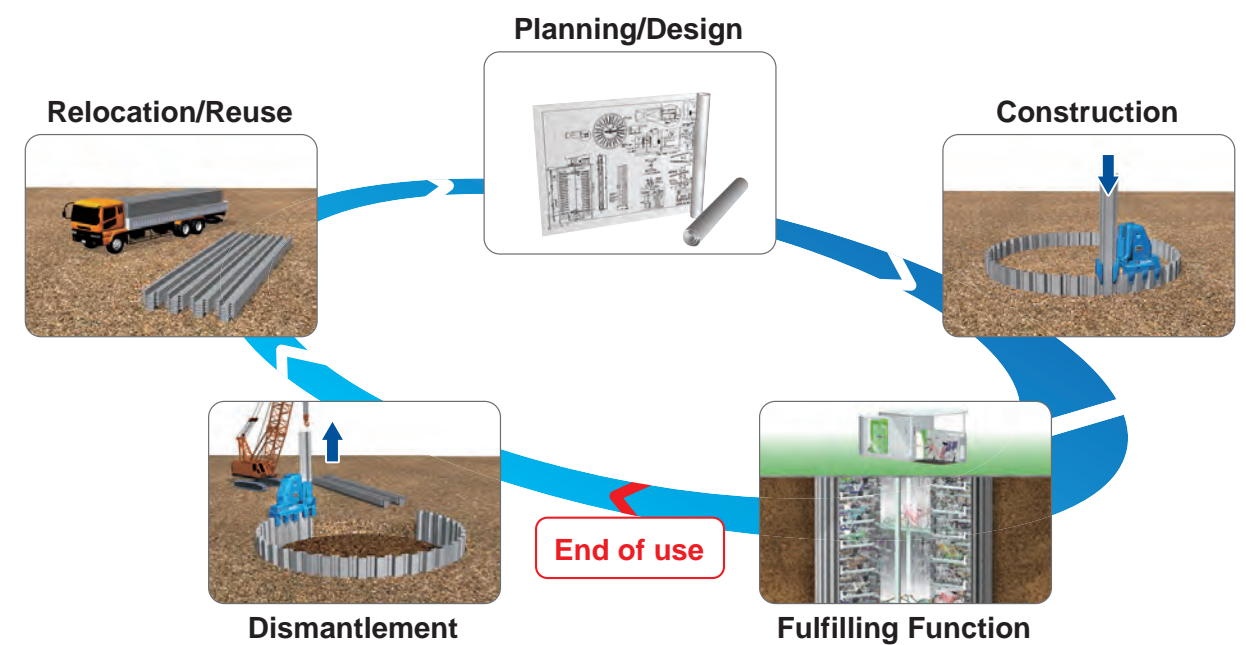 Planning/Design
Relocation/Reuse
Construction
End of use
Dismantlement
Fulfilling Function